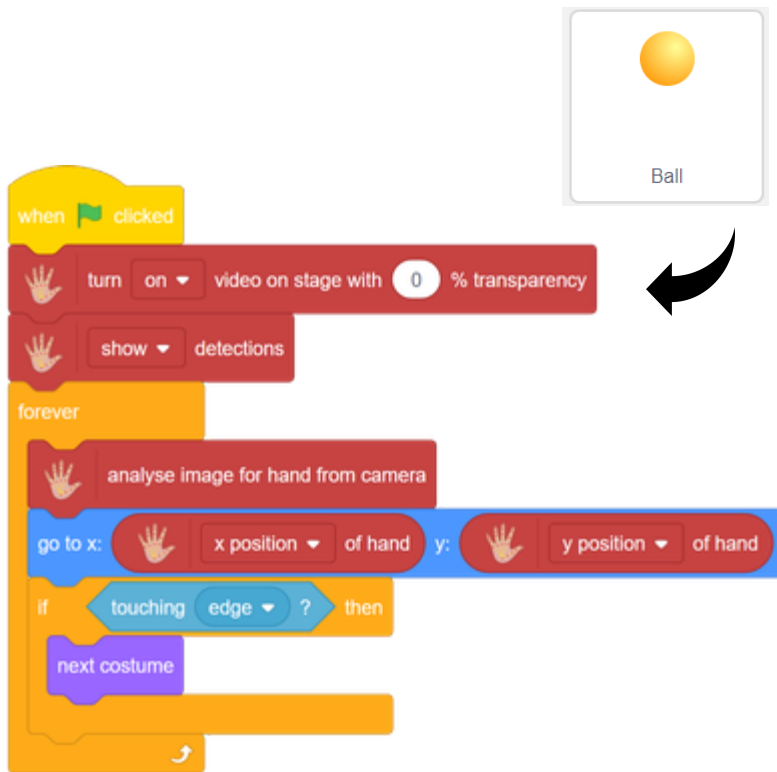 Ball
when clicked
turn on video on stage with 0 % transparency
show detections
forever
analyse image for hand from camera
go to x: x position of hand y: y position of hand
if touching edge ? then
next costume